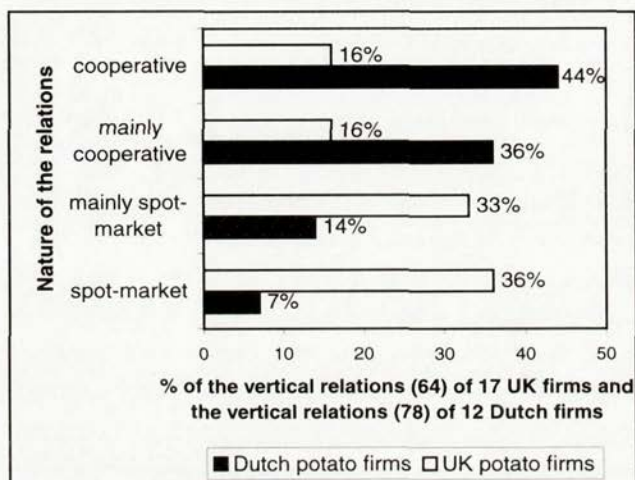 Nature of the relations
cooperative
16%
44%
mainly
cooperative
16%
36%
mainly spot-
market
33%
14%
spot-market
36%
7%
0 10 20 30 40 50
% of the vertical relations (64) of 17 UK firms and
the vertical relations (78) of 12 Dutch firms
Dutch potato firms UK potato firms